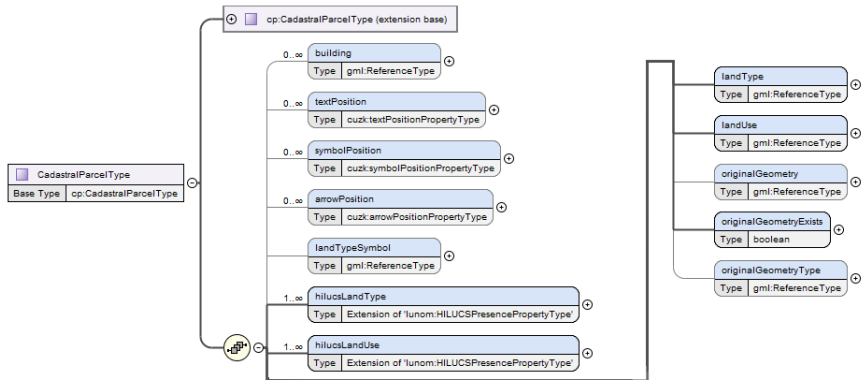 cp:CadastralParcelType (extension base)
0..∞
building
Type gml:ReferenceType
0..∞
textPosition
Type cuzk:textPositionPropertyType
0..∞
symbolPosition
Type cuzk:symbolPositionPropertyType
CadastralParcelType
Base Type cp:CadastralParcelType
0..∞
arrowPosition
Type cuzk:arrowPositionPropertyType
landTypeSymbol
Type gml:ReferenceType
1..∞
hilucsLandType
Type Extension of 'lunom:HILUCSPresencePropertyType'
1..∞
hilucsLandUse
Type Extension of 'lunom:HILUCSPresencePropertyType'
landType
Type gml:ReferenceType
landUse
Type gml:ReferenceType
originalGeometry
Type gml:ReferenceType
originalGeometryExists
Type boolean
originalGeometryType
Type gml:ReferenceType